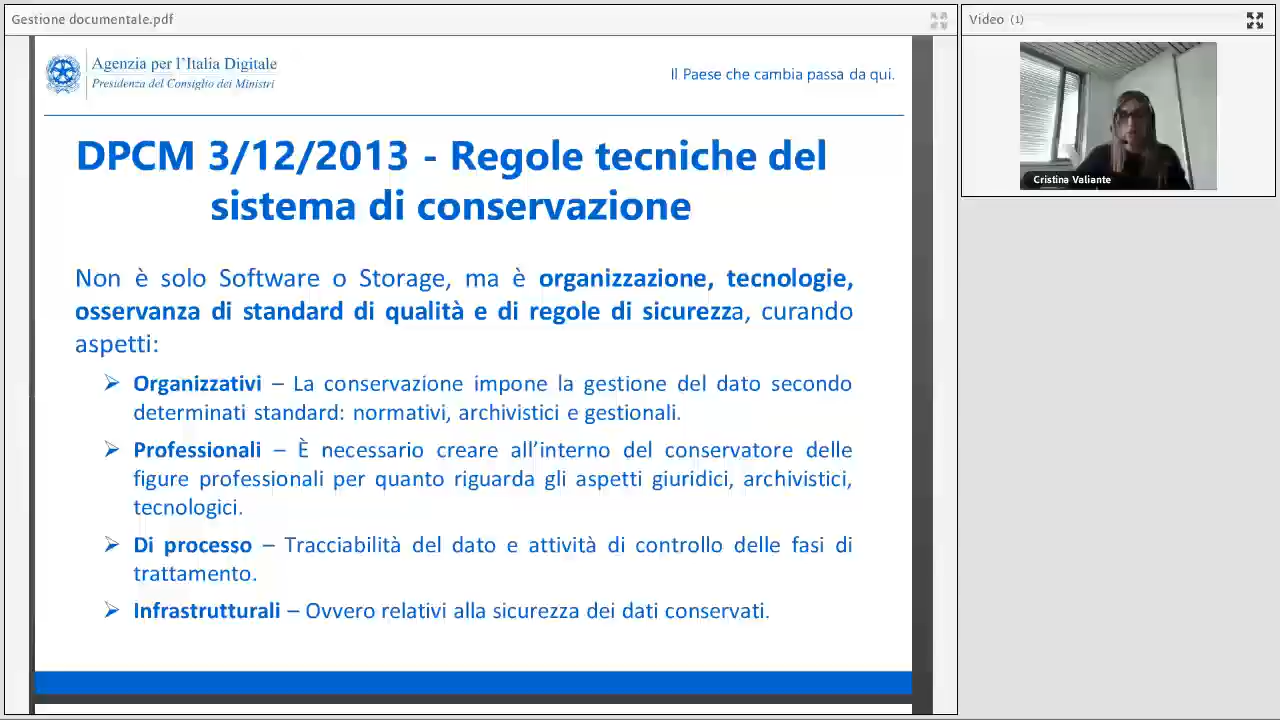 Gestione documentale.pdf
Video (1)
Agenzia per l'Italia Digitale
Presidenza del Consiglio dei Ministri
Il Paese che cambia passa da qui.
Cristina Valiante
DPCM 3/12/2013 - Regole tecniche del
sistema di conservazione
Non è solo Software o Storage, ma è organizzazione, tecnologie,
osservanza di standard di qualità e di regole di sicurezza, curando
aspetti:
➢ Organizzativi – La conservazione impone la gestione del dato secondo
determinati standard: normativi, archivistici e gestionali.
➢ Professionali – È necessario creare all'interno del conservatore delle
figure professionali per quanto riguarda gli aspetti giuridici, archivistici,
tecnologici.
➢ Di processo – Tracciabilità del dato e attività di controllo delle fasi di
trattamento.
➢ Infrastrutturali – Ovvero relativi alla sicurezza dei dati conservati.